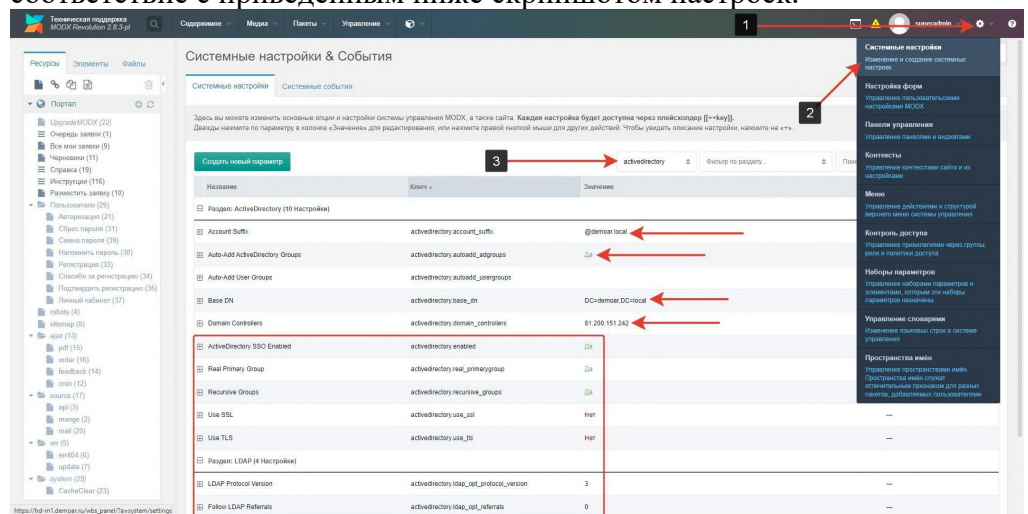 соответствие с приведенным ниже скриншотом настроек.
Техническая поддержка
MODX Revolution 2.8.3-pl
Содержимое
Медиа
Пакеты
Управление
1
superadmin
Ресурсы
Элементы
Файлы
Портал
UpgradeMODX (22)
Очередь заявок (1)
Все мои заявки (9)
Черновики (11)
Справка (19)
Инструкции (116)
Разместить заявку (10)
Пользователи (29)
Авторизация (21)
Сброс пароля (31)
Смена пароля (39)
Напомнить пароль (30)
Регистрация (33)
Спасибо за регистрацию (34)
Подтвердить регистрацию (35)
Личный кабинет (37)
robots (4)
sitemap (8)
ajax (13)
pdf (15)
order (16)
feedback (14)
cron (12)
source (17)
api (3)
mango (2)
mail (20)
err (5)
err404 (6)
update (7)
system (25)
CacheClear (23)
https://hd-m1.demoar.ru/wbs_panel/?a=system/settings
Системные настройки & События
Системные настройки
Системные события
Здесь вы можете изменить основные опции и настройки системы управления MODX, а также сайта. Каждая настройка будет доступна через плейсхолдер [[++key]].
Дважды нажмите по параметру в колонке «Значение» для редактирования, или нажмите правой кнопкой мыши для других действий. Чтобы увидеть описание настройки, нажмите на «+».
2
Создать новый параметр
3
activedirectory
Фильтр по разделу...
Название
Ключ
Значение
Раздел: ActiveDirectory (10 Настройки)
Account Suffix
activedirectory.account_suffix
@demoar.local
Auto-Add ActiveDirectory Groups
activedirectory.autoadd_adgroups
Да
Auto-Add User Groups
activedirectory.autoadd_usergroups
Base DN
activedirectory.base_dn
DC=demoar,DC=local
Domain Controllers
activedirectory.domain_controllers
81.200.151.242
ActiveDirectory SSO Enabled
activedirectory.enabled
Да
Real Primary Group
activedirectory.real_primarygroup
Да
Recursive Groups
activedirectory.recursive_groups
Да
Use SSL
activedirectory.use_ssl
Нет
—
Use TLS
activedirectory.use_tls
Нет
—
Раздел: LDAP (4 Настройки)
LDAP Protocol Version
activedirectory.ldap_opt_protocol_version
3
—
Follow LDAP Referrals
activedirectory.ldap_opt_referrals
0
—
Системные настройки
Изменение и создание системных
настроек
Настройка форм
Управление пользовательскими
настройками MODX
Панели управления
Управление панелями и виджетами
Контексты
Управление контекстами сайта и их
настройками
Меню
Управление действиями и структурой
верхнего меню системы управления
Контроль доступа
Управление привилегиями через группы,
роли и политики доступа
Наборы параметров
Управление наборами параметров и
элементами, которым эти наборы
параметров назначены
Управление словарями
Изменение языковых строк в системе
управления
Пространства имён
Управление пространствами имён.
Пространства имён служат
отличительным признаком для разных
пакетов, добавляемых пользователями